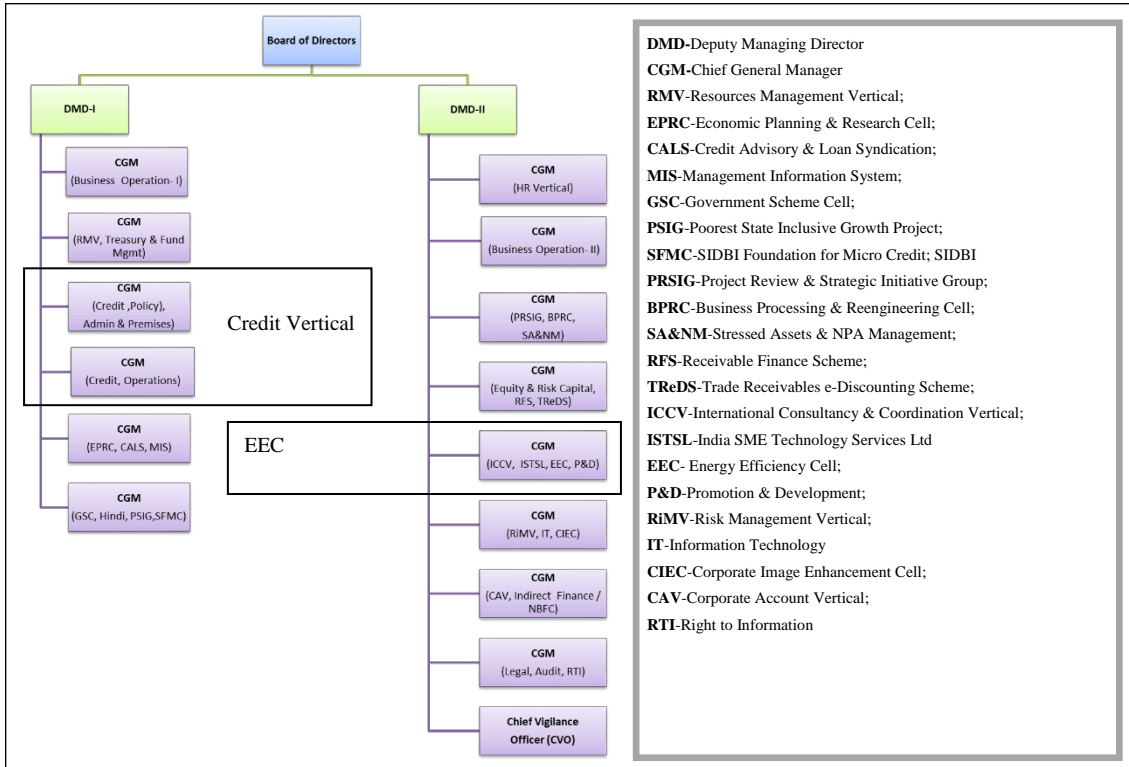 Board of Directors
DMD-I
CGM
(Business Operation- I)
CGM
(RMV, Treasury & Fund
Mgmt)
CGM
(Credit ,Policy),
Admin & Premises)
Credit Vertical
CGM
(Credit, Operations)
CGM
(EPRC, CALS, MIS)
CGM
(GSC, Hindi, PSIG,SFMC)
DMD-II
CGM
(HR Vertical)
CGM
(Business Operation- II)
CGM
(PRSIG, BPRC,
SA&NM)
CGM
(Equity & Risk Capital,
RFS, TReDS)
EEC
CGM
(ICCV, ISTSL, EEC, P&D)
CGM
(RiMV, IT, CIEC)
CGM
(CAV, Indirect Finance /
NBFC)
CGM
(Legal, Audit, RTI)
Chief Vigilance
Officer (CVO)
DMD-Deputy Managing Director
CGM-Chief General Manager
RMV-Resources Management Vertical;
EPRC-Economic Planning & Research Cell;
CALS-Credit Advisory & Loan Syndication;
MIS-Management Information System;
GSC-Government Scheme Cell;
PSIG-Poorest State Inclusive Growth Project;
SFMC-SIDBI Foundation for Micro Credit; SIDBI
PRSIG-Project Review & Strategic Initiative Group;
BPRC-Business Processing & Reengineering Cell;
SA&NM-Stressed Assets & NPA Management;
RFS-Receivable Finance Scheme;
TReDS-Trade Receivables e-Discounting Scheme;
ICCV-International Consultancy & Coordination Vertical;
ISTSL-India SME Technology Services Ltd
EEC- Energy Efficiency Cell;
P&D-Promotion & Development;
RiMV-Risk Management Vertical;
IT-Information Technology
CIEC-Corporate Image Enhancement Cell;
CAV-Corporate Account Vertical;
RTI-Right to Information